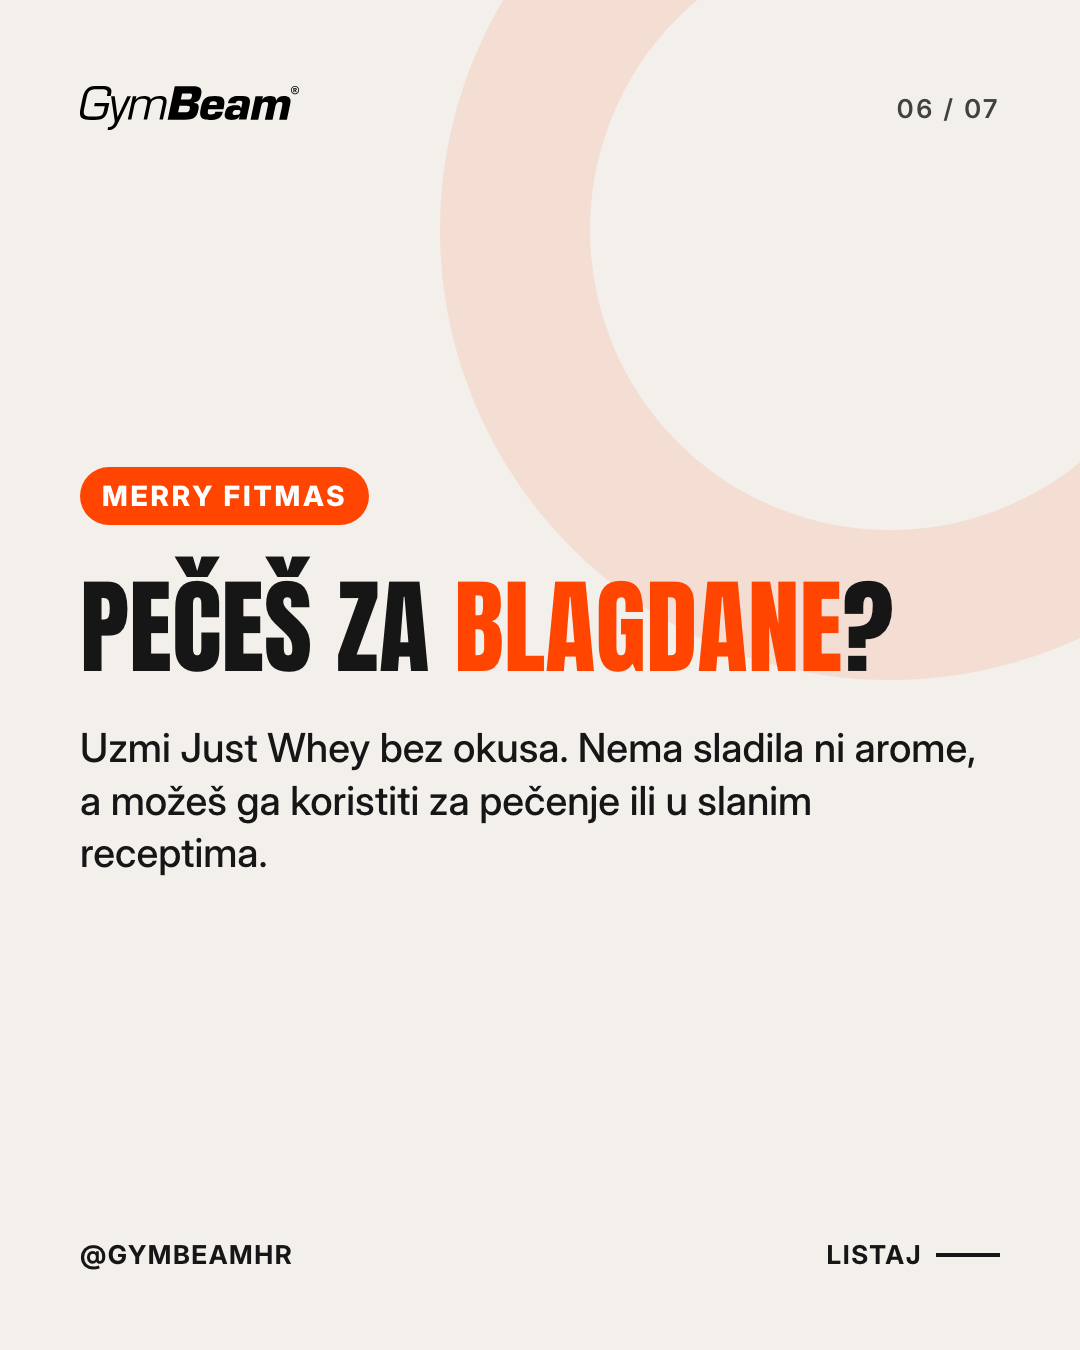 GymBeam®
06 / 07
MERRY FITMAS
PEČEŠ ZA BLAGDANE?
Uzmi Just Whey bez okusa. Nema sladila ni arome,
a možeš ga koristiti za pečenje ili u slanim
receptima.
@GYMBEAMHR
LISTAJ